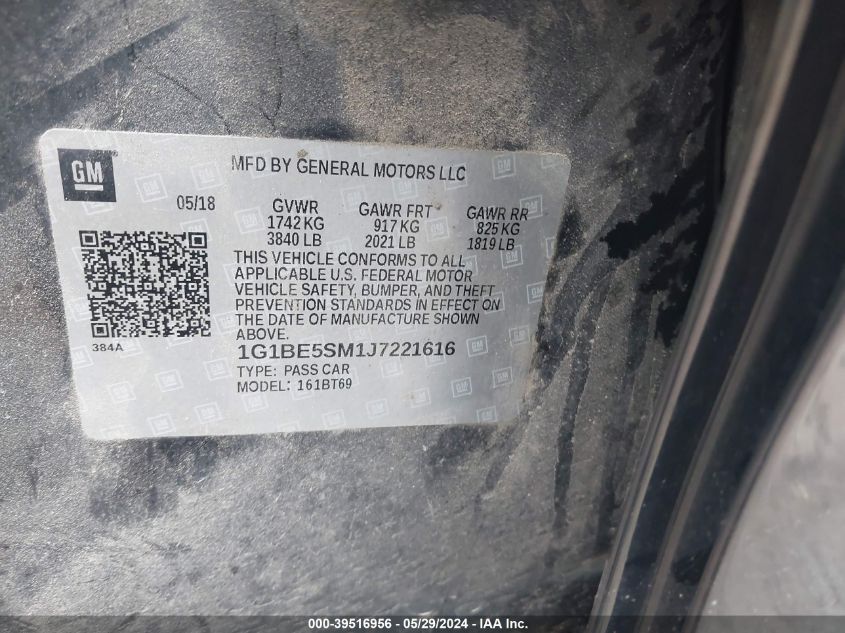 GM
MFD BY GENERAL MOTORS LLC
05/18
GVWR GAWR FRT GAWR RR
1742 KG 917 KG 825 KG
3840 LB 2021 LB 1819 LB
THIS VEHICLE CONFORMS TO ALL
APPLICABLE U.S. FEDERAL MOTOR
VEHICLE SAFETY, BUMPER, AND THEFT
PREVENTION STANDARDS IN EFFECT ON
THE DATE OF MANUFACTURE SHOWN
ABOVE.
384A
1G1BE5SM1J7221616
TYPE: PASS CAR
MODEL: 161BT69
000-39516956 - 05/29/2024 - IAA Inc.